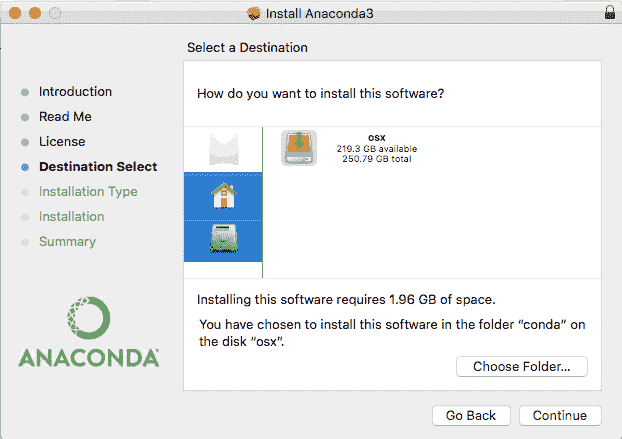 Install Anaconda3
Select a Destination
Introduction
Read Me
License
Destination Select
Installation Type
Installation
Summary
How do you want to install this software?
osx
219.3 GB available
250.79 GB total
Installing this software requires 1.96 GB of space.
You have chosen to install this software in the folder “conda” on
the disk “osx”.
Choose Folder...
ANACONDA
Go Back
Continue